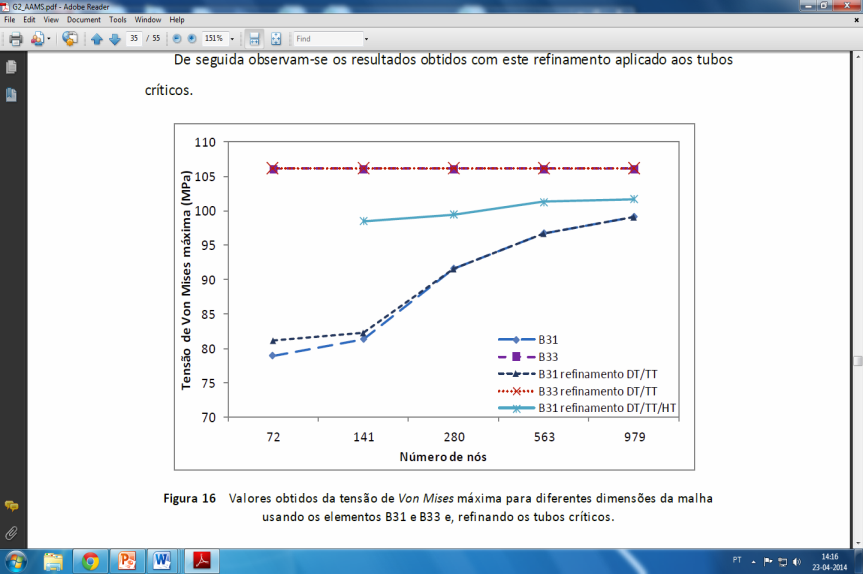 G2_AAMS.pdf - Adobe Reader
File Edit View Document Tools Window Help
35 / 55 151% Find
De seguida observam-se os resultados obtidos com este refinamento aplicado aos tubos
críticos.
110
105
100
95
90
85
80
75
70
Tensão de Von Mises máxima (MPa)
B31
B33
B31 refinamento DT/TT
B33 refinamento DT/TT
B31 refinamento DT/TT/HT
72 141 280 563 979
Número de nós
Figura 16 Valores obtidos da tensão de Von Mises máxima para diferentes dimensões da malha
usando os elementos B31 e B33 e, refinando os tubos críticos.
PT 14:16
23-04-2014